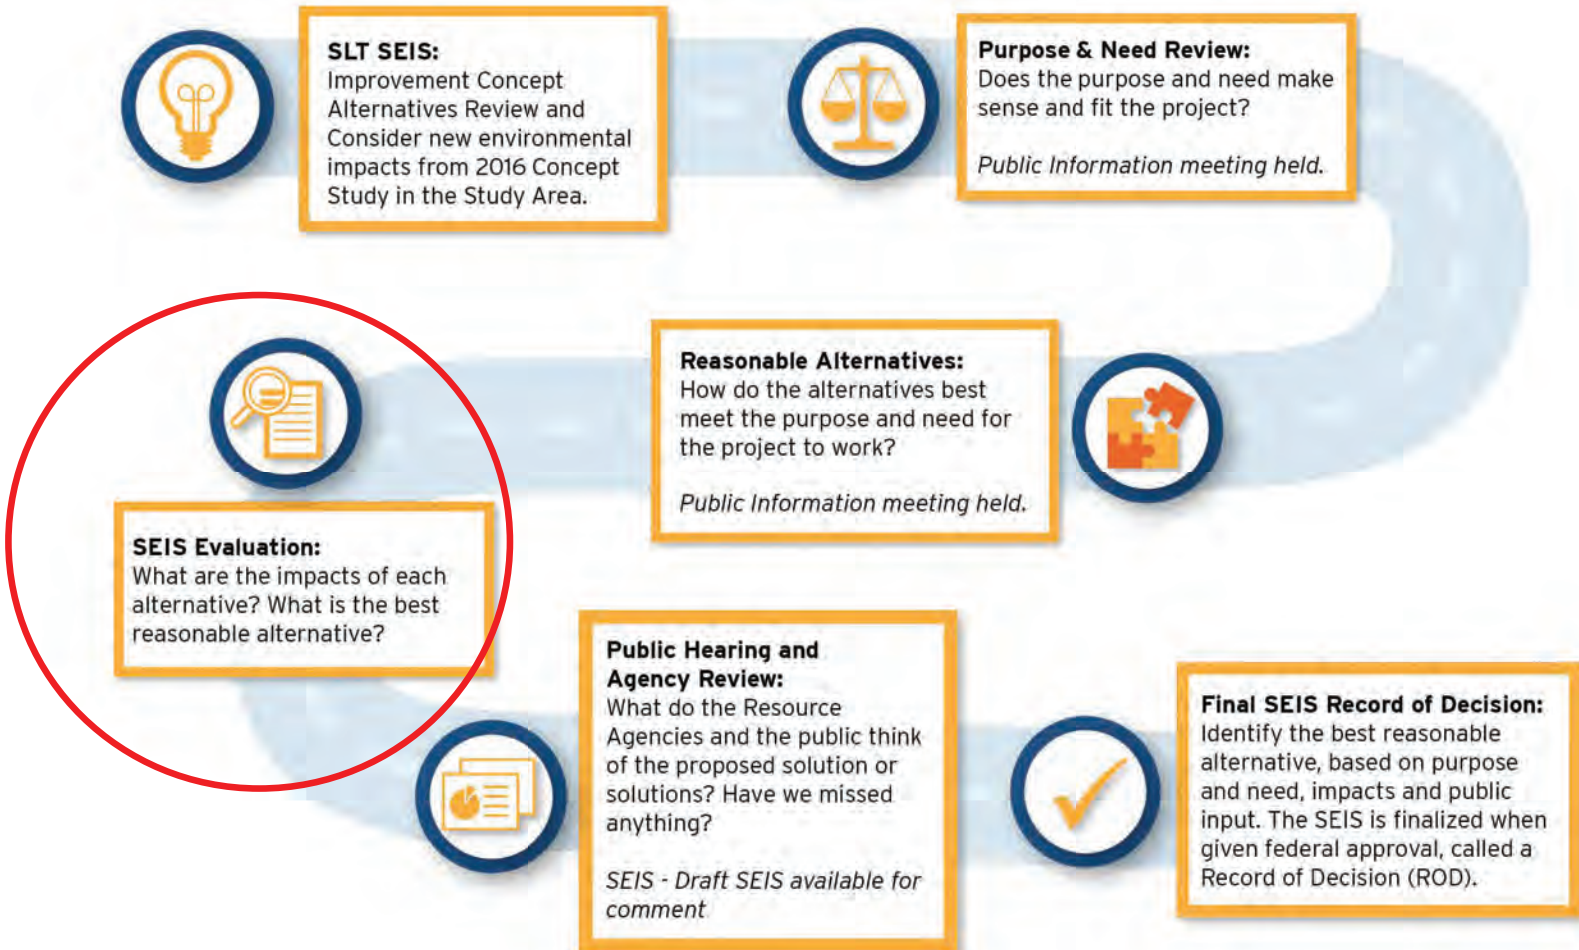 SLT SEIS:
Improvement Concept
Alternatives Review and
Consider new environmental
impacts from 2016 Concept
Study in the Study Area.
Purpose & Need Review:
Does the purpose and need make
sense and fit the project?
Public Information meeting held.
Reasonable Alternatives:
How do the alternatives best
meet the purpose and need for
the project to work?
Public Information meeting held.
SEIS Evaluation:
What are the impacts of each
alternative? What is the best
reasonable alternative?
Public Hearing and
Agency Review:
What do the Resource
Agencies and the public think
of the proposed solution or
solutions? Have we missed
anything?
SEIS - Draft SEIS available for
comment
Final SEIS Record of Decision:
Identify the best reasonable
alternative, based on purpose
and need, impacts and public
input. The SEIS is finalized when
given federal approval, called a
Record of Decision (ROD).